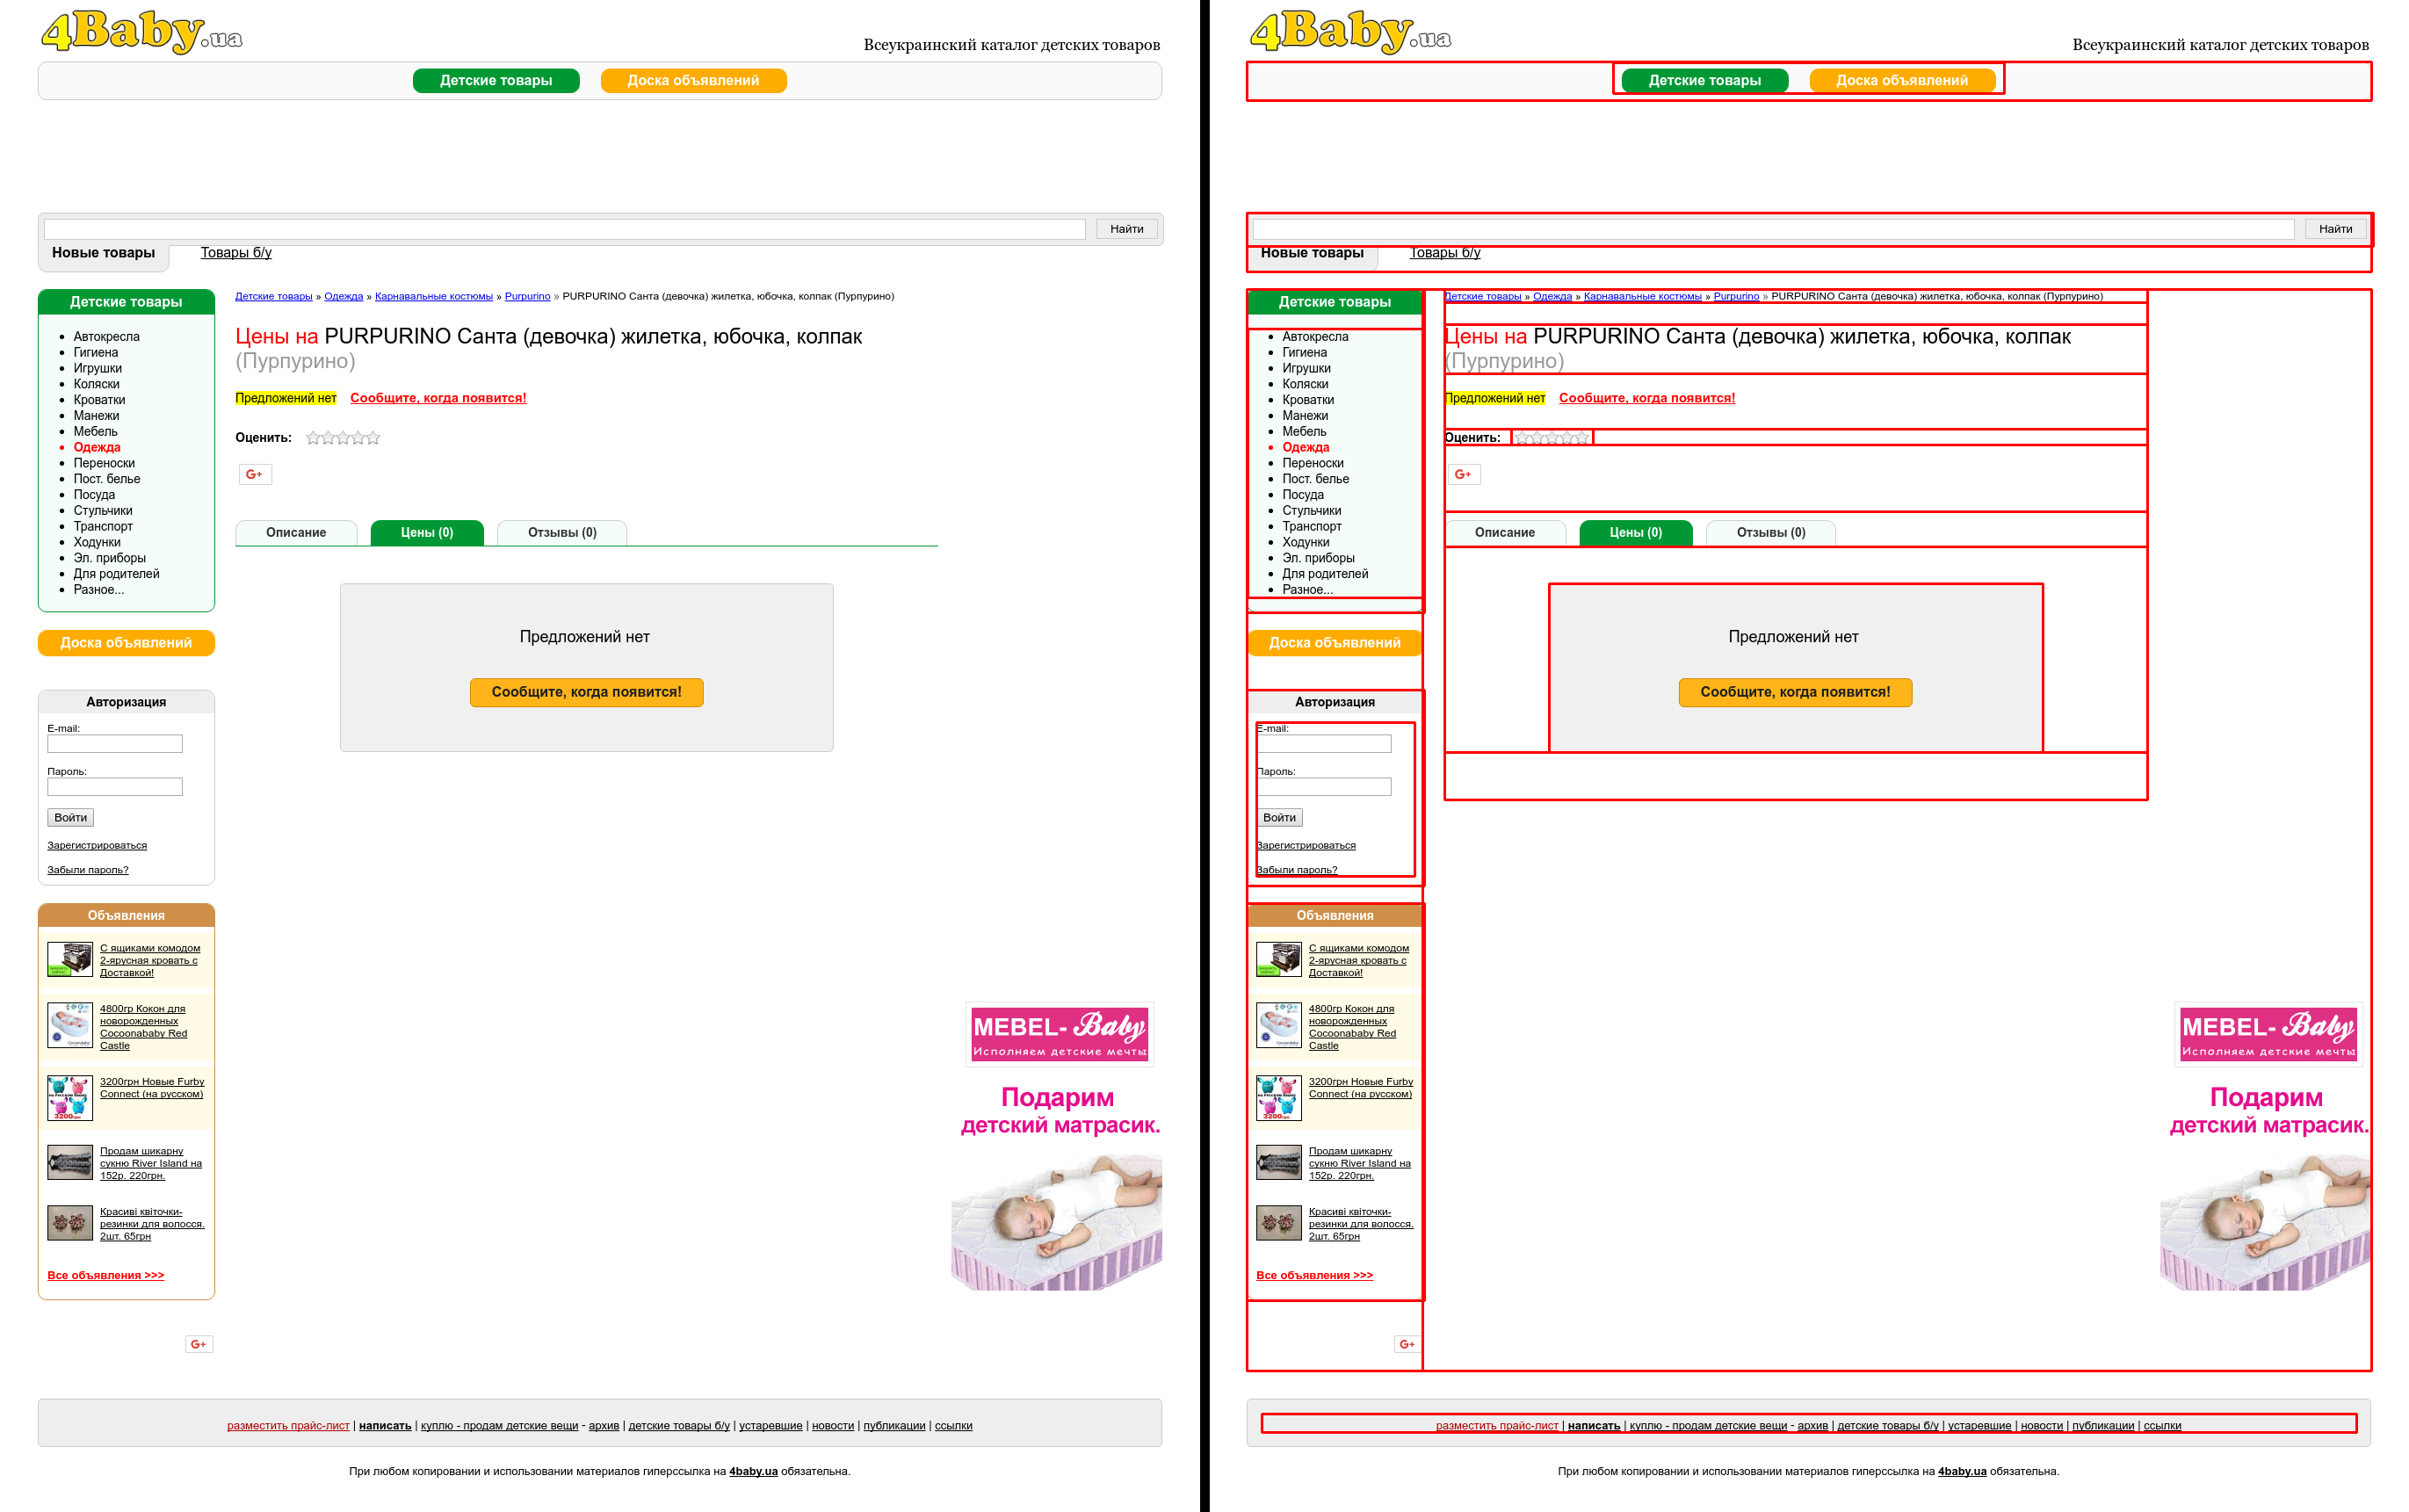 4Baby.ua
Всеукраинский каталог детских товаров
Детские товары
Доска объявлений
Найти
Новые товары
Товары б/у
Детские товары
Автокресла
Гигиена
Игрушки
Коляски
Кроватки
Манежи
Мебель
Одежда
Переноски
Пост. белье
Посуда
Стульчики
Транспорт
Ходунки
Эл. приборы
Для родителей
Разное...
Доска объявлений
Авторизация
E-mail:
Пароль:
Войти
Зарегистрироваться
Забыли пароль?
Объявления
С ящиками комодом
2-ярусная кровать с
Доставкой!
4800гр Кокон для
новорожденных
Cocoonababy Red
Castle
3200грн Новые Furby
Connect (на русском)
Продам шикарну
сукню River Island на
152р. 220грн.
Красиві квіточки-
резинки для волосся.
2шт. 65грн
Все объявления >>>
G+
Детские товары » Одежда » Карнавальные костюмы » Purpurino » PURPURINO Санта (девочка) жилетка, юбочка, колпак (Пурпурино)
Цены на PURPURINO Санта (девочка) жилетка, юбочка, колпак
(Пурпурино)
Предложений нет Сообщите, когда появится!
Оценить:
G+
Описание
Цены (0)
Отзывы (0)
Предложений нет
Сообщите, когда появится!
MEBEL- Baby
Исполняем детские мечты
Подарим
детский матрасик.
разместить прайс-лист | написать | куплю - продам детские вещи - архив | детские товары б/у | устаревшие | новости | публикации | ссылки
При любом копировании и использовании материалов гиперссылка на 4baby.ua обязательна.
4Baby.ua
Всеукраинский каталог детских товаров
Детские товары
Доска объявлений
Найти
Новые товары
Товары б/у
Детские товары
Автокресла
Гигиена
Игрушки
Коляски
Кроватки
Манежи
Мебель
Одежда
Переноски
Пост. белье
Посуда
Стульчики
Транспорт
Ходунки
Эл. приборы
Для родителей
Разное...
Доска объявлений
Авторизация
E-mail:
Пароль:
Войти
Зарегистрироваться
Забыли пароль?
Объявления
С ящиками комодом
2-ярусная кровать с
Доставкой!
4800гр Кокон для
новорожденных
Cocoonababy Red
Castle
3200грн Новые Furby
Connect (на русском)
Продам шикарну
сукню River Island на
152р. 220грн.
Красиві квіточки-
резинки для волосся.
2шт. 65грн
Все объявления >>>
G+
Детские товары » Одежда » Карнавальные костюмы » Purpurino » PURPURINO Санта (девочка) жилетка, юбочка, колпак (Пурпурино)
Цены на PURPURINO Санта (девочка) жилетка, юбочка, колпак
(Пурпурино)
Предложений нет Сообщите, когда появится!
Оценить:
G+
Описание
Цены (0)
Отзывы (0)
Предложений нет
Сообщите, когда появится!
MEBEL- Baby
Исполняем детские мечты
Подарим
детский матрасик.
разместить прайс-лист | написать | куплю - продам детские вещи - архив | детские товары б/у | устаревшие | новости | публикации | ссылки
При любом копировании и использовании материалов гиперссылка на 4baby.ua обязательна.